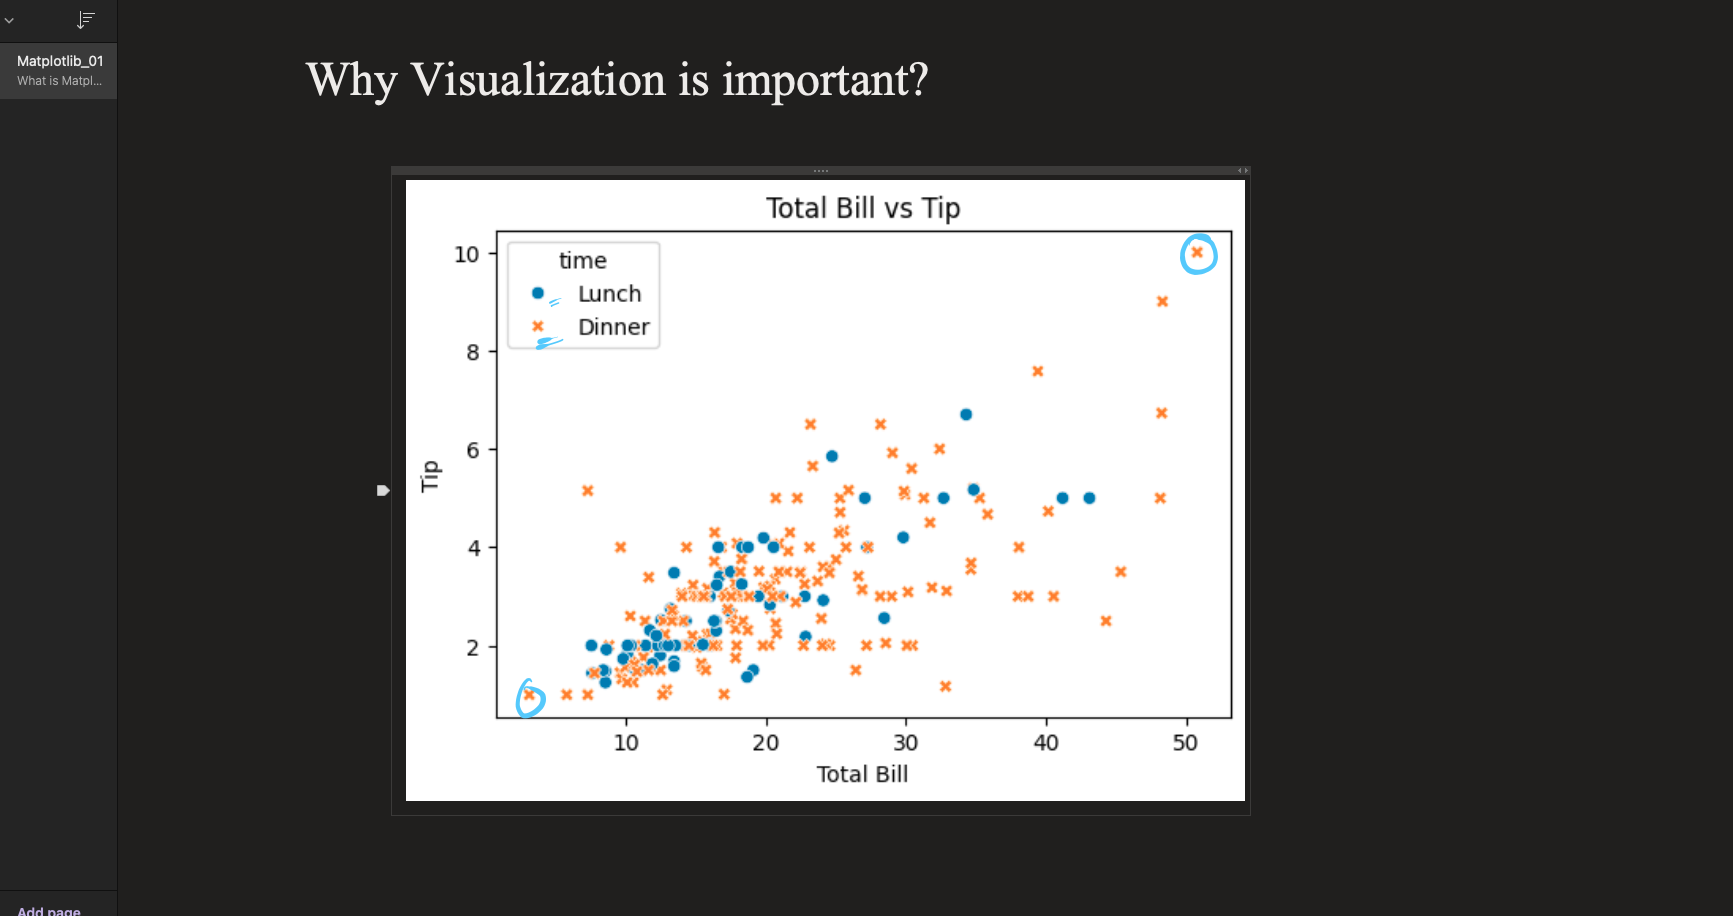 Matplotlib_01
What is Matpl...
Why Visualization is important?
Total Bill vs Tip
time
Lunch
Dinner
10
8
6
4
2
Tip
10 20 30 40 50
Total Bill
Add page